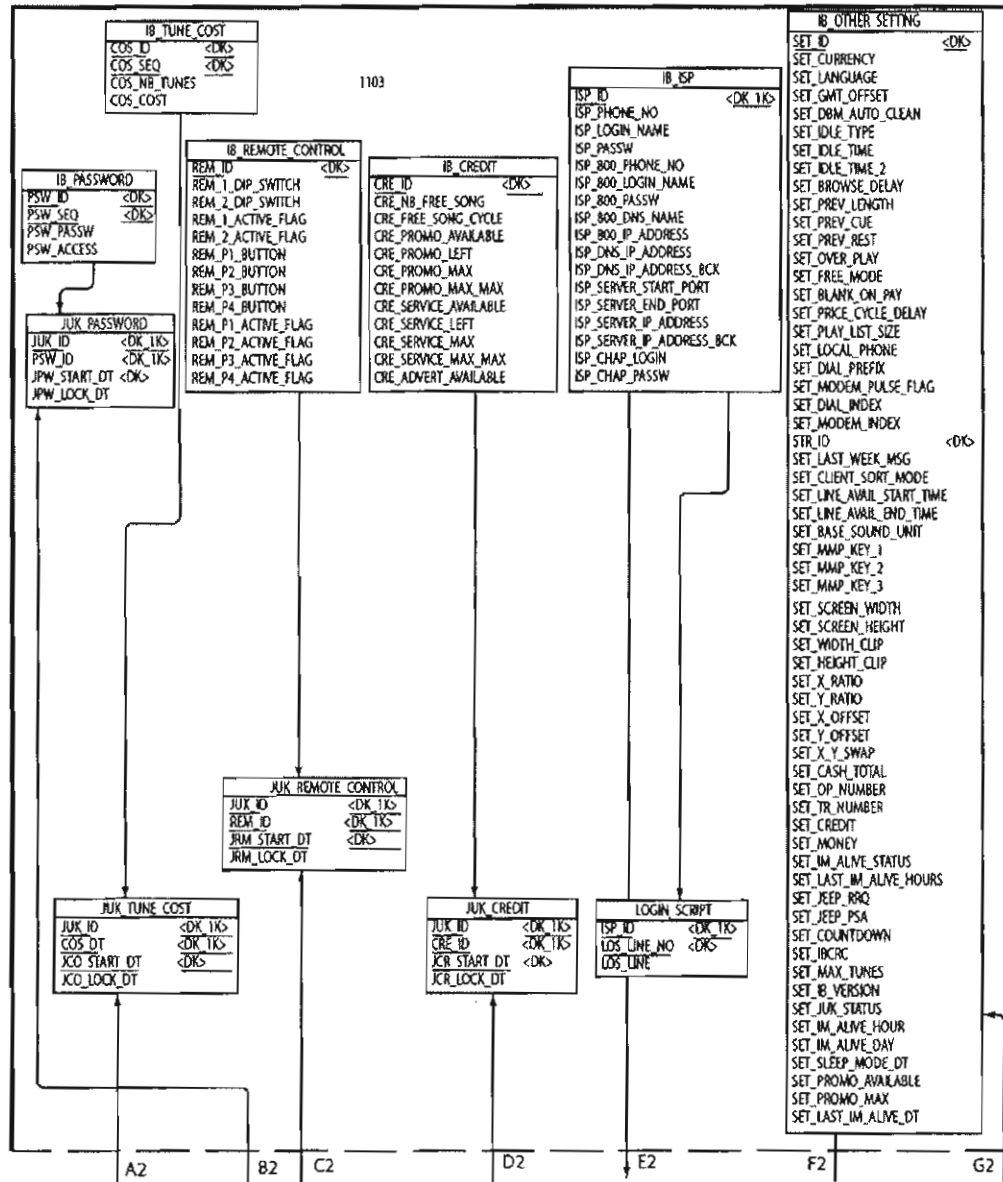 IB_TUNE_COST
COS_ID <DK>
COS_SEQ <DK>
COS_NB_TUNES
COS_COST
1103
IB_PASSWORD
PSW_ID <DK>
PSW_SEQ <DK>
PSW_PASSW
PSW_ACCESS
JUK_PASSWORD
JUK_ID <DK_1K>
PSW_ID <DK_1K>
JPW_START_DT <DK>
JPW_LOCK_DT
IB_REMOTE_CONTROL
REM_ID <DK>
REM_1_DIP_SWITCH
REM_2_DIP_SWITCH
REM_1_ACTIVE_FLAG
REM_2_ACTIVE_FLAG
REM_P1_BUTTON
REM_P2_BUTTON
REM_P3_BUTTON
REM_P4_BUTTON
REM_P1_ACTIVE_FLAG
REM_P2_ACTIVE_FLAG
REM_P3_ACTIVE_FLAG
REM_P4_ACTIVE_FLAG
IB_CREDIT
CRE_ID <DK>
CRE_NB_FREE_SONG
CRE_FREE_SONG_CYCLE
CRE_PROMO_AVAILABLE
CRE_PROMO_LEFT
CRE_PROMO_MAX
CRE_PROMO_MAX_MAX
CRE_SERVICE_AVAILABLE
CRE_SERVICE_LEFT
CRE_SERVICE_MAX
CRE_SERVICE_MAX_MAX
CRE_ADVERT_AVAILABLE
IB_ISP
ISP_ID <DK_1K>
ISP_PHONE_NO
ISP_LOGIN_NAME
ISP_PASSW
ISP_800_PHONE_NO
ISP_800_LOGIN_NAME
ISP_800_PASSW
ISP_800_DNS_NAME
ISP_800_IP_ADDRESS
ISP_DNS_IP_ADDRESS
ISP_DNS_IP_ADDRESS_BCK
ISP_SERVER_START_PORT
ISP_SERVER_END_PORT
ISP_SERVER_IP_ADDRESS
ISP_SERVER_IP_ADDRESS_BCK
ISP_CHAP_LOGIN
ISP_CHAP_PASSW
IB_OTHER_SETTING
SET_ID <DK>
SET_CURRENCY
SET_LANGUAGE
SET_GMT_OFFSET
SET_DBM_AUTO_CLEAN
SET_IDLE_TYPE
SET_IDLE_TIME
SET_IDLE_TIME_2
SET_BROWSE_DELAY
SET_PREV_LENGTH
SET_PREV_CUE
SET_PREV_REST
SET_OVER_PLAY
SET_FREE_MODE
SET_BLANK_ON_PAY
SET_PRICE_CYCLE_DELAY
SET_PLAY_LIST_SIZE
SET_LOCAL_PHONE
SET_DIAL_PREFIX
SET_MODEM_PULSE_FLAG
SET_DIAL_INDEX
SET_MODEM_INDEX
STR_ID <DK>
SET_LAST_WEEK_MSG
SET_CLIENT_SORT_MODE
SET_LINE_AVAIL_START_TIME
SET_LINE_AVAIL_END_TIME
SET_BASE_SOUND_UNIT
SET_MMP_KEY_1
SET_MMP_KEY_2
SET_MMP_KEY_3
SET_SCREEN_WIDTH
SET_SCREEN_HEIGHT
SET_WIDTH_CLIP
SET_HEIGHT_CLIP
SET_X_RATIO
SET_Y_RATIO
SET_X_OFFSET
SET_Y_OFFSET
SET_X_Y_SWAP
SET_CASH_TOTAL
SET_OP_NUMBER
SET_TR_NUMBER
SET_CREDIT
SET_MONEY
SET_IM_ALIVE_STATUS
SET_LAST_IM_ALIVE_HOURS
SET_JEEP_RRQ
SET_JEEP_PSA
SET_COUNTDOWN
SET_IBCRC
SET_MAX_TUNES
SET_IB_VERSION
SET_JUK_STATUS
SET_IM_ALIVE_HOUR
SET_IM_ALIVE_DAY
SET_SLEEP_MODE_DT
SET_PROMO_AVAILABLE
SET_PROMO_MAX
SET_LAST_IM_ALIVE_DT
JUK_REMOTE_CONTROL
JUK_ID <DK_1K>
REM_ID <DK_1K>
JRM_START_DT <DK>
JRM_LOCK_DT
JUK_TUNE_COST
JUK_ID <DK_1K>
COS_DT <DK_1K>
JCO_START_DT <DK>
JCO_LOCK_DT
JUK_CREDIT
JUK_ID <DK_1K>
CRE_ID <DK_1K>
JCR_START_DT <DK>
JCR_LOCK_DT
LOGIN_SCRIPT
ISP_ID <DK_1K>
LOS_LINE_NO <DK>
LOS_LINE
A2 B2 C2 D2 E2 F2 G2